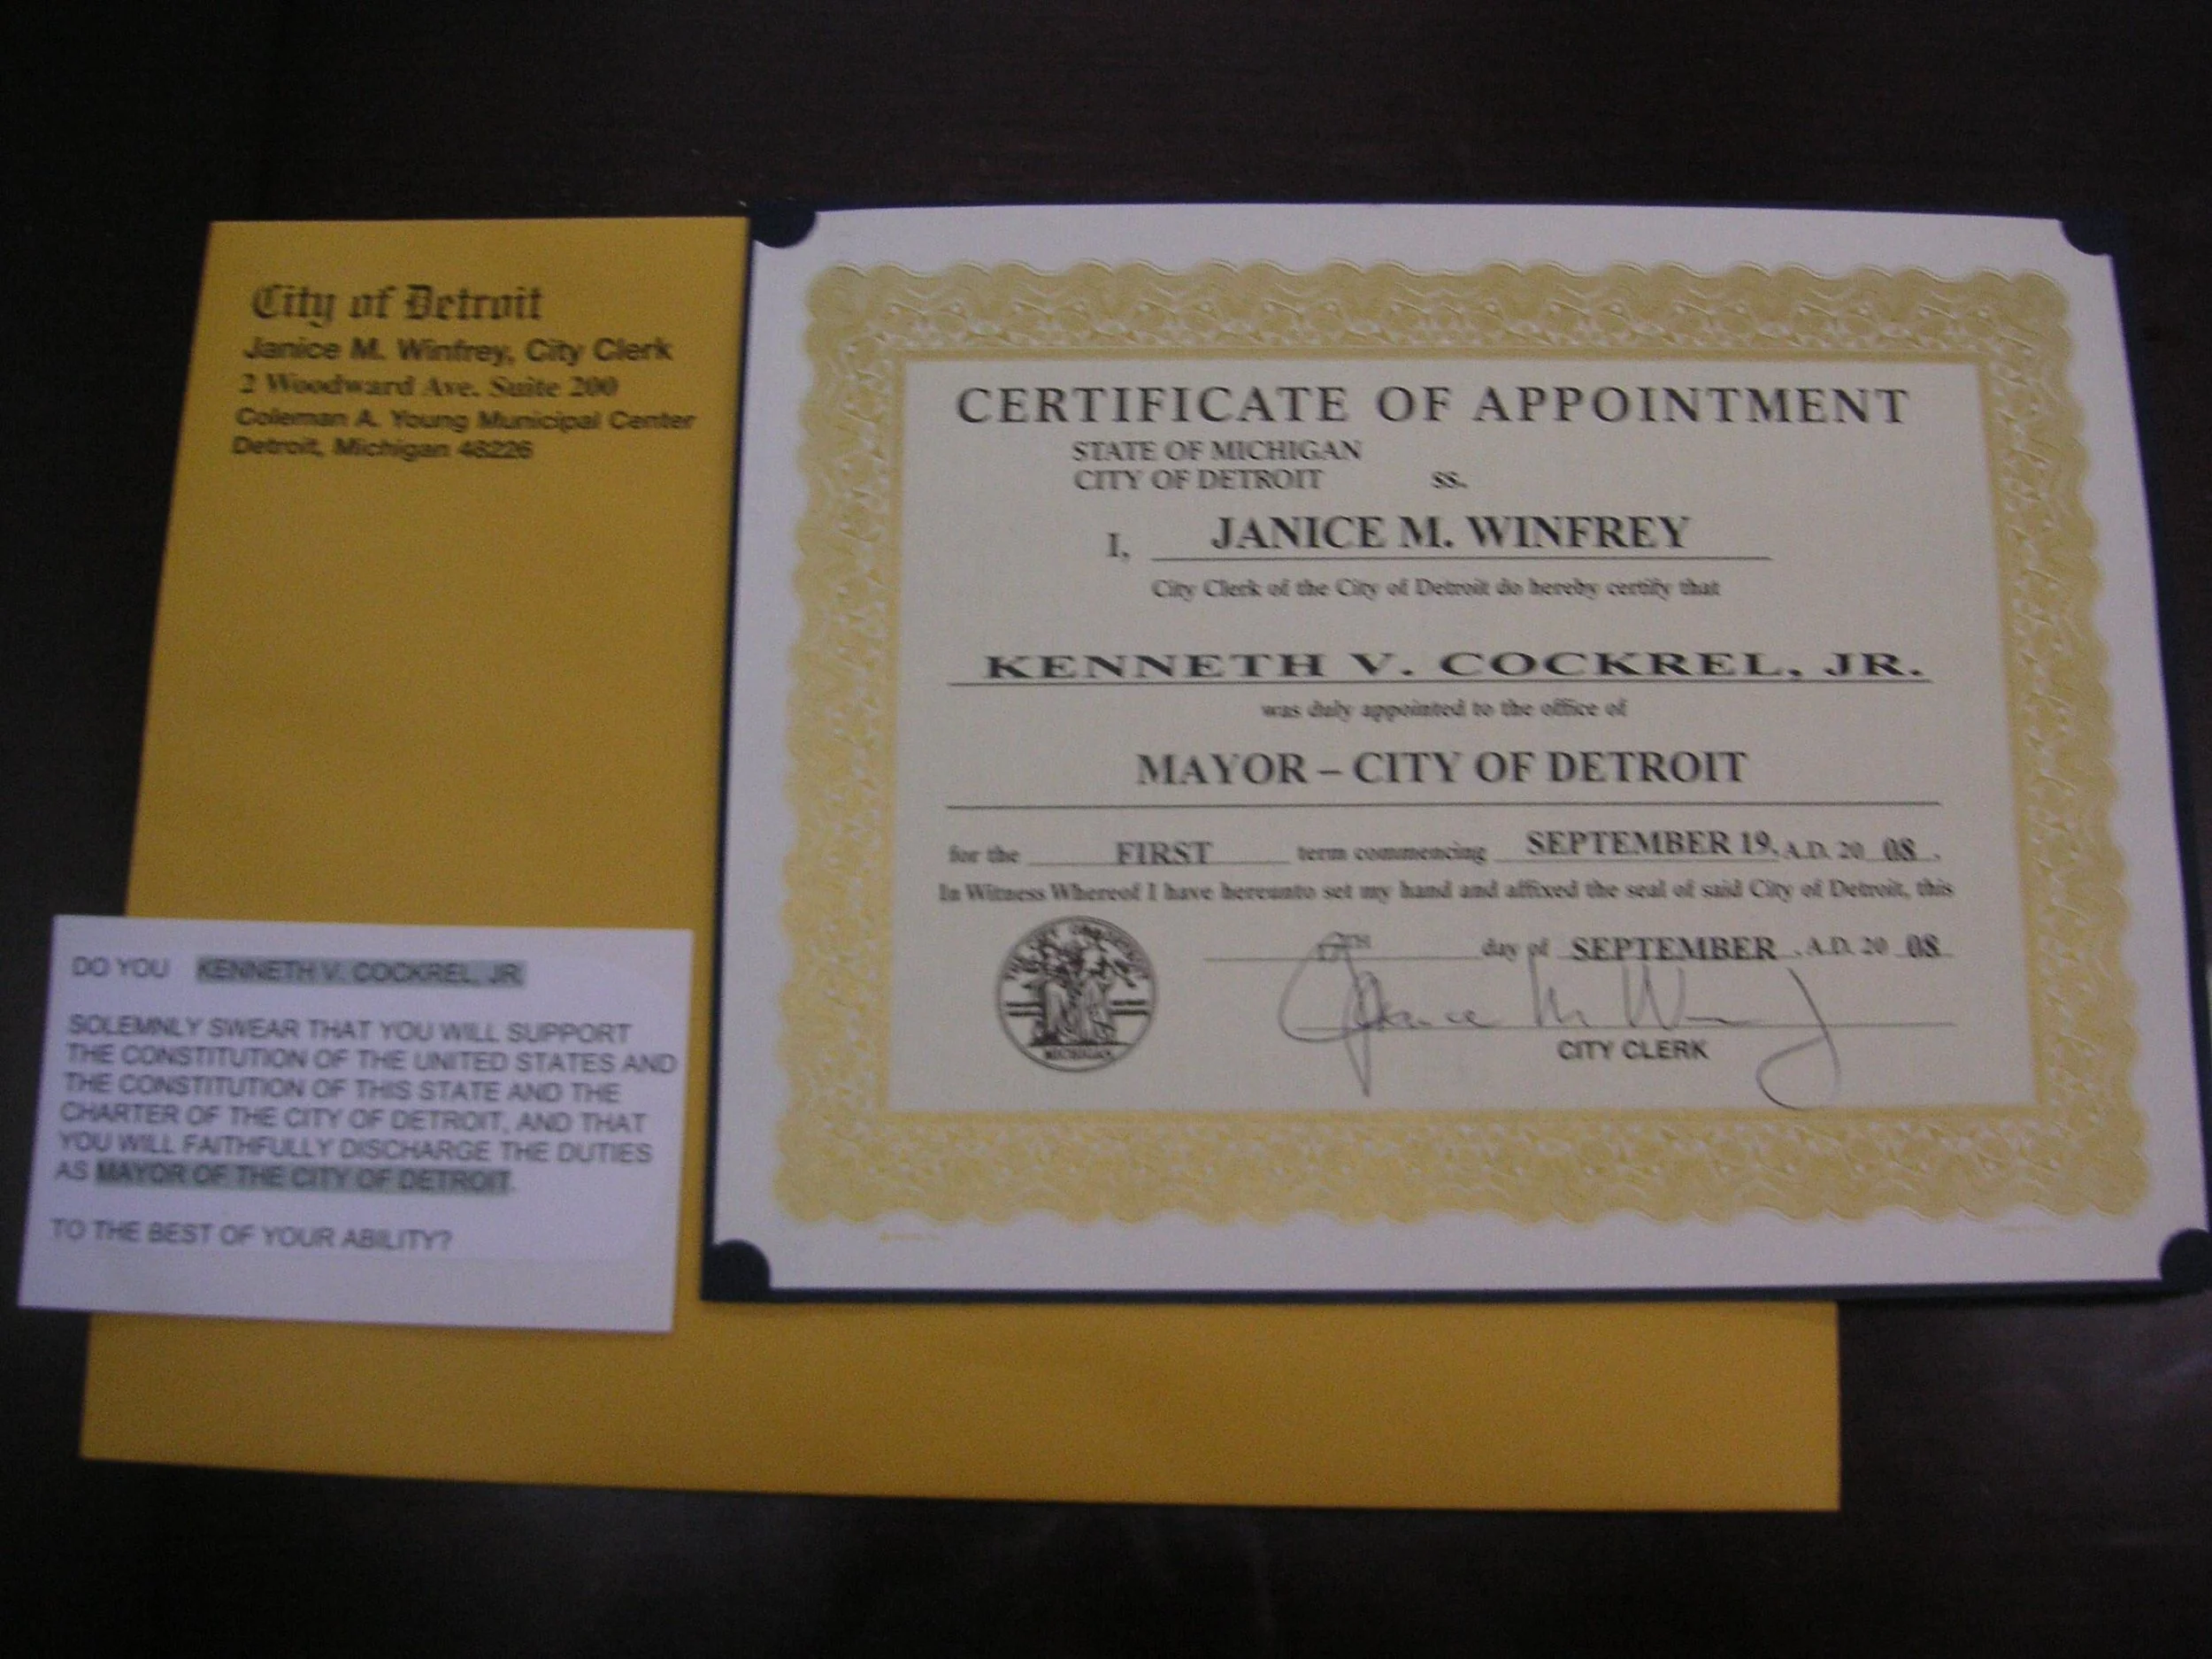 City of Detroit
Janice M. Winfrey, City Clerk
2 Woodward Ave. Suite 200
Coleman A. Young Municipal Center
Detroit, Michigan 48226
CERTIFICATE OF APPOINTMENT
STATE OF MICHIGAN
CITY OF DETROIT ss.
I, JANICE M. WINFREY
City Clerk of the City of Detroit do hereby certify that
KENNETH V. COCKREL, JR.
was duly appointed to the office of
MAYOR – CITY OF DETROIT
for the FIRST term commencing SEPTEMBER 19, A.D. 20 08 .
In Witness Whereof I have hereunto set my hand and affixed the seal of said City of Detroit, this
day of SEPTEMBER , A.D. 20 08
Janice M. Winfrey
CITY CLERK
MICHIGAN
DO YOU KENNETH V. COCKREL, JR.
SOLEMNLY SWEAR THAT YOU WILL SUPPORT
THE CONSTITUTION OF THE UNITED STATES AND
THE CONSTITUTION OF THIS STATE AND THE
CHARTER OF THE CITY OF DETROIT, AND THAT
YOU WILL FAITHFULLY DISCHARGE THE DUTIES
AS MAYOR OF THE CITY OF DETROIT.
TO THE BEST OF YOUR ABILITY?